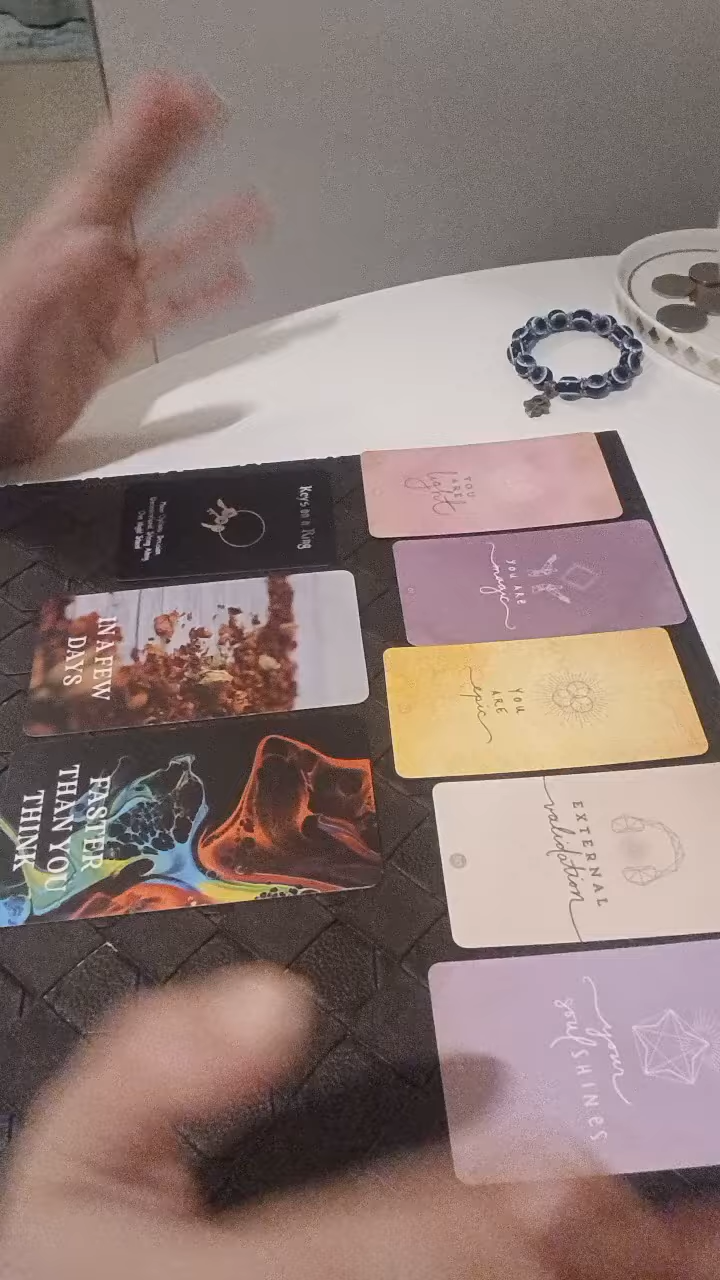 YOU
ARE
light
YOU ARE
magic
YOU
ARE
epic
EXTERNAL
validation
your
soul SHINES
Keys on a Ring
IN A FEW
DAYS
FASTER
THAN YOU
THINK